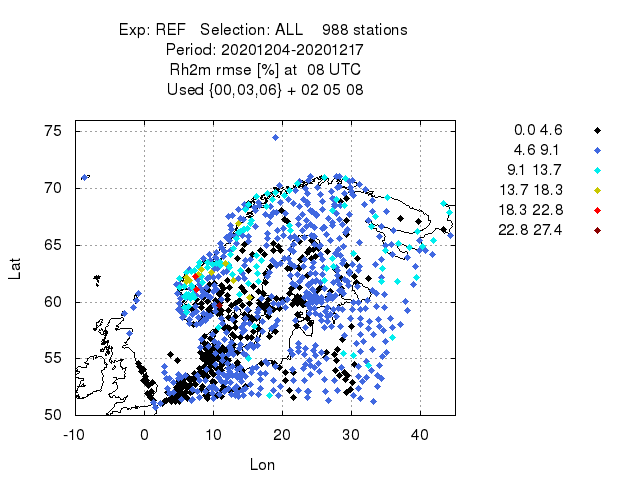 Exp: REF Selection: ALL 988 stations
Period: 20201204-20201217
Rh2m rmse [%] at 08 UTC
Used {00,03,06} + 02 05 08
0.0 4.6
4.6 9.1
9.1 13.7
13.7 18.3
18.3 22.8
22.8 27.4
75
70
65
60
55
50
Lat
-10 0 10 20 30 40
Lon